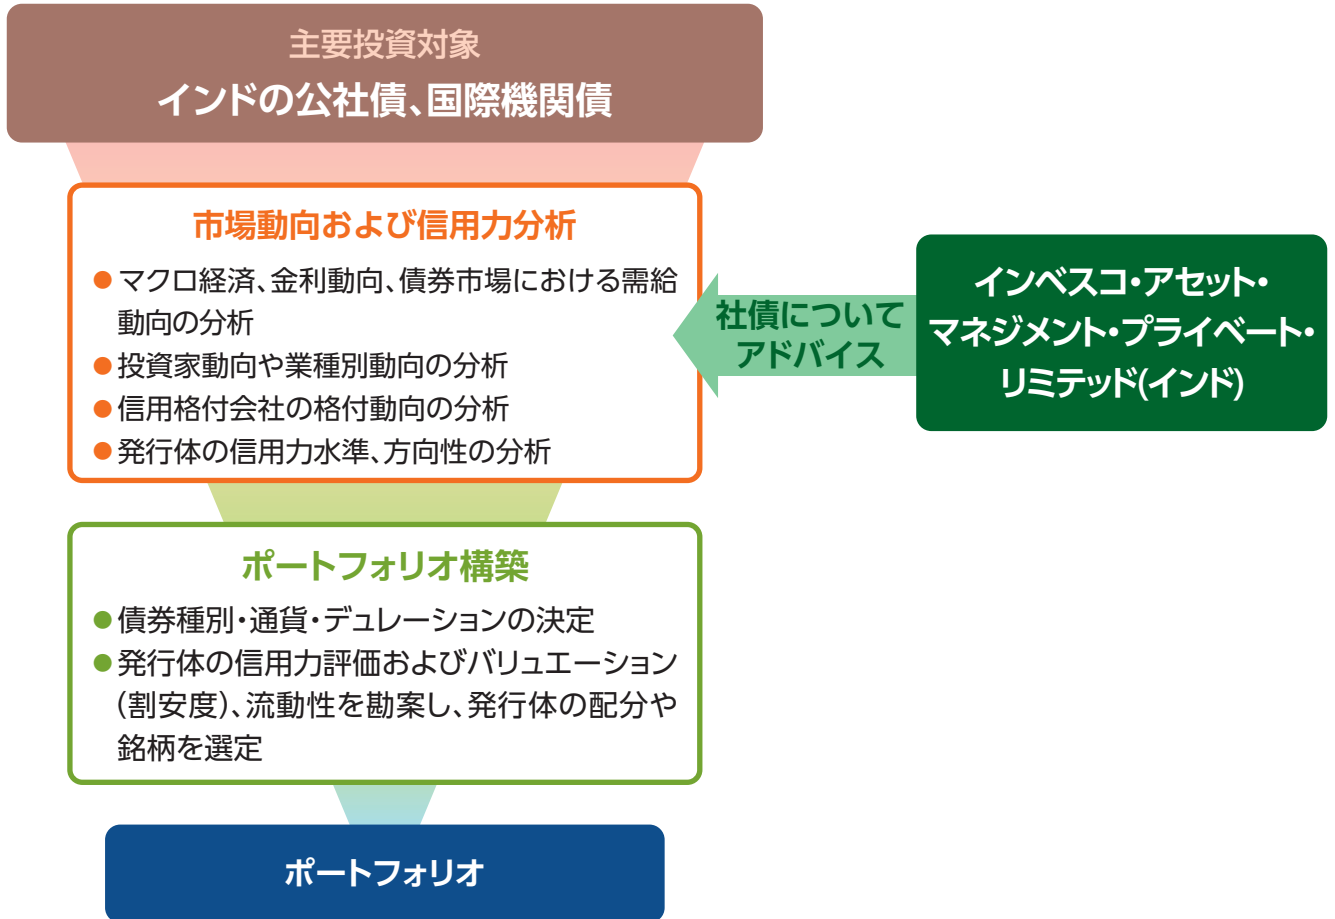 主要投資対象
インドの公社債、国際機関債
市場動向および信用力分析
●マクロ経済、金利動向、債券市場における需給
動向の分析
●投資家動向や業種別動向の分析
●信用格付会社の格付動向の分析
●発行体の信用力水準、方向性の分析
社債について
アドバイス
インベスコ・アセット・
マネジメント・プライベート・
リミテッド(インド)
ポートフォリオ構築
●債券種別・通貨・デュレーションの決定
●発行体の信用力評価およびバリュエーション
(割安度)、流動性を勘案し、発行体の配分や
銘柄を選定
ポートフォリオ